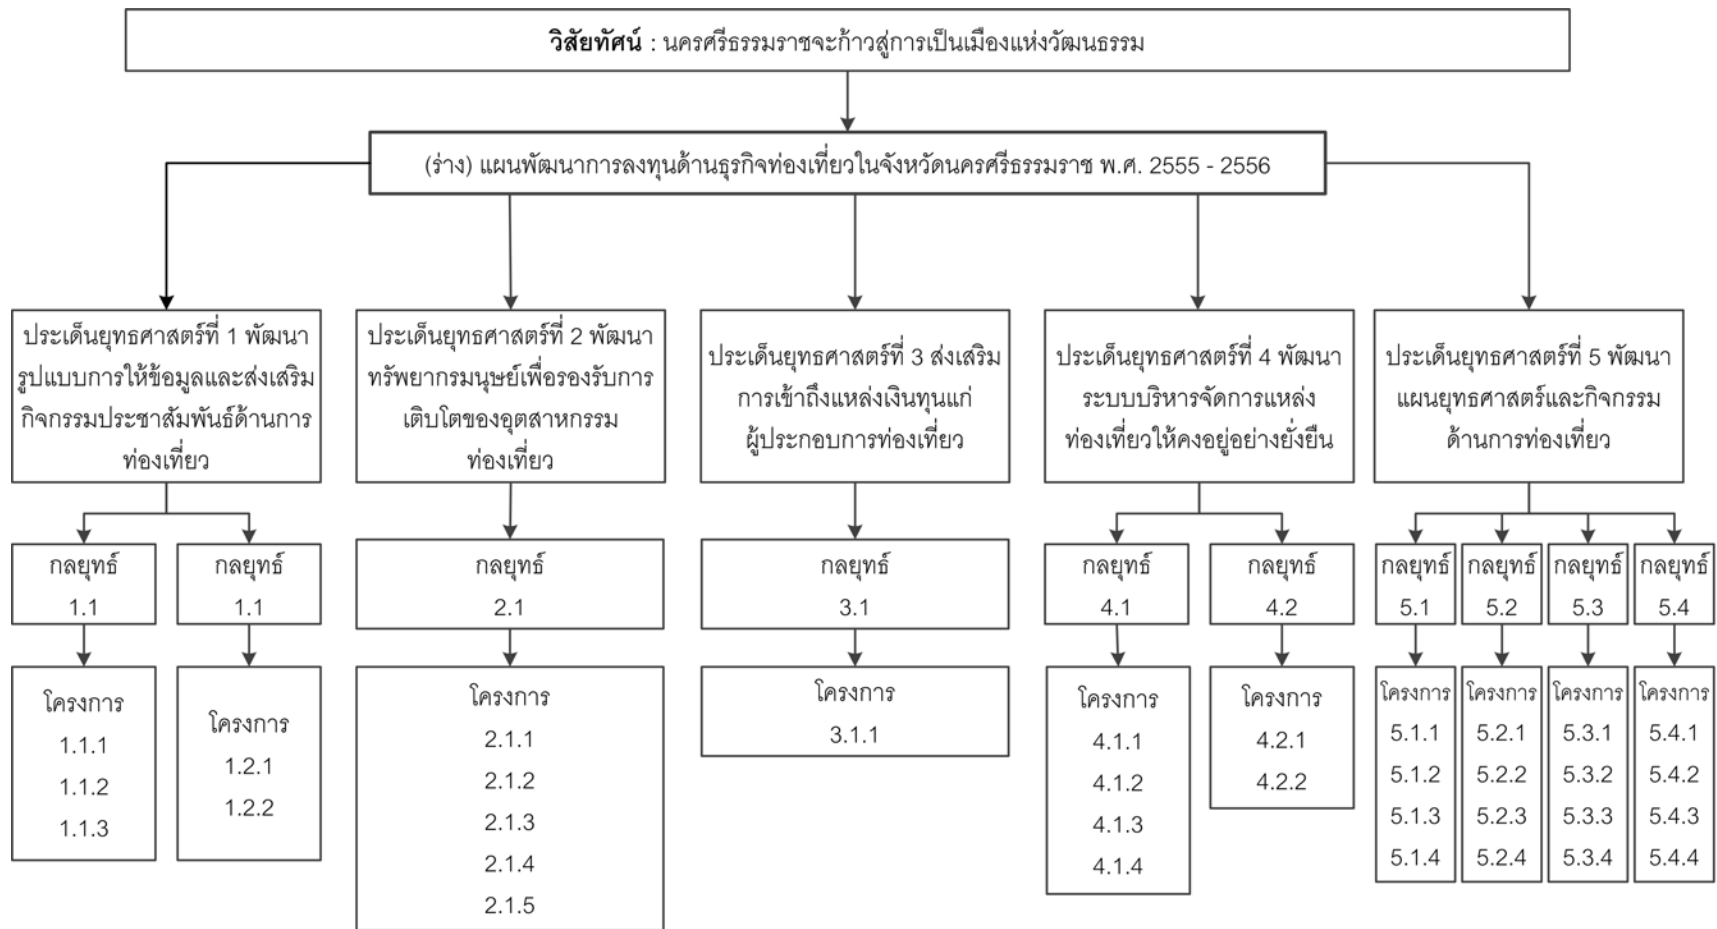 วิสัยทัศน์ : นครศรีธรรมราชจะก้าวสู่การเป็นเมืองแห่งวัฒนธรรม
(ร่าง) แผนพัฒนาการลงทุนด้านธุรกิจท่องเที่ยวในจังหวัดนครศรีธรรมราช พ.ศ. 2555 - 2556
ประเด็นยุทธศาสตร์ที่ 1 พัฒนา
รูปแบบการให้ข้อมูลและส่งเสริม
กิจกรรมประชาสัมพันธ์ด้านการ
ท่องเที่ยว
ประเด็นยุทธศาสตร์ที่ 2 พัฒนา
ทรัพยากรมนุษย์เพื่อรองรับการ
เติบโตของอุตสาหกรรม
ท่องเที่ยว
ประเด็นยุทธศาสตร์ที่ 3 ส่งเสริม
การเข้าถึงแหล่งเงินทุนแก่
ผู้ประกอบการท่องเที่ยว
ประเด็นยุทธศาสตร์ที่ 4 พัฒนา
ระบบบริหารจัดการแหล่ง
ท่องเที่ยวให้คงอยู่อย่างยั่งยืน
ประเด็นยุทธศาสตร์ที่ 5 พัฒนา
แผนยุทธศาสตร์และกิจกรรม
ด้านการท่องเที่ยว
กลยุทธ์
1.1
กลยุทธ์
1.1
กลยุทธ์
2.1
กลยุทธ์
3.1
กลยุทธ์
4.1
กลยุทธ์
4.2
กลยุทธ์
5.1
กลยุทธ์
5.2
กลยุทธ์
5.3
กลยุทธ์
5.4
โครงการ
1.1.1
1.1.2
1.1.3
โครงการ
1.2.1
1.2.2
โครงการ
2.1.1
2.1.2
2.1.3
2.1.4
2.1.5
โครงการ
3.1.1
โครงการ
4.1.1
4.1.2
4.1.3
4.1.4
โครงการ
4.2.1
4.2.2
โครงการ
5.1.1
5.1.2
5.1.3
5.1.4
โครงการ
5.2.1
5.2.2
5.2.3
5.2.4
โครงการ
5.3.1
5.3.2
5.3.3
5.3.4
โครงการ
5.4.1
5.4.2
5.4.3
5.4.4